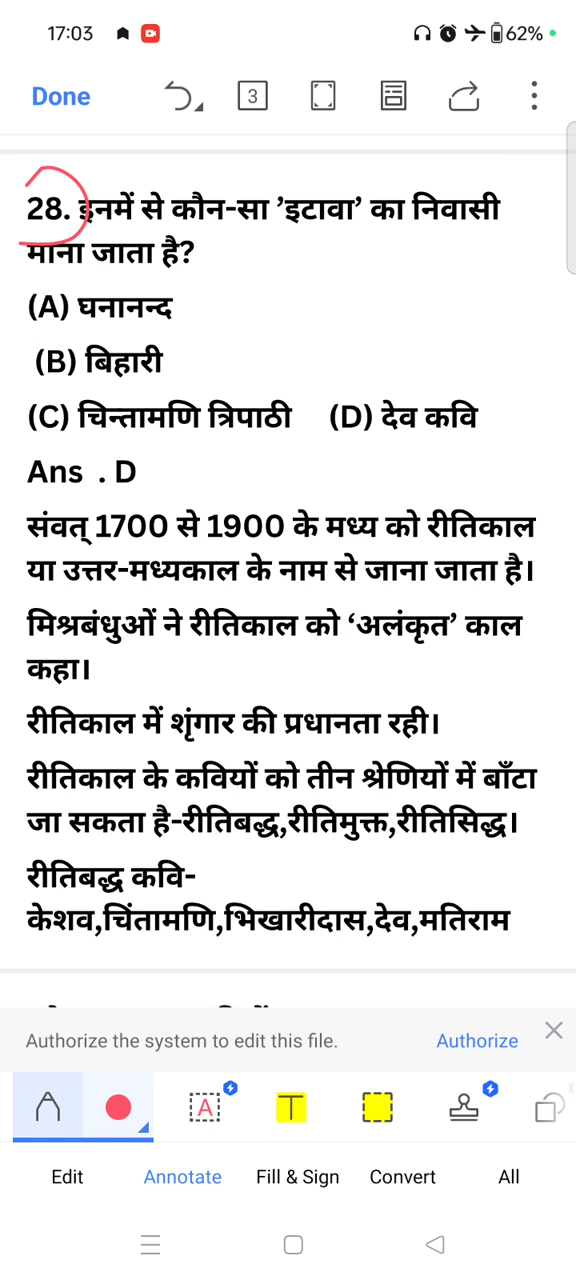 17:03
62%
Done
3
28. इनमें से कौन-सा ’इटावा’ का निवासी
माना जाता है?
(A) घनानन्द
(B) बिहारी
(C) चिन्तामणि त्रिपाठी (D) देव कवि
Ans . D
संवत् 1700 से 1900 के मध्य को रीतिकाल
या उत्तर-मध्यकाल के नाम से जाना जाता है।
मिश्रबंधुओं ने रीतिकाल को ‘अलंकृत’ काल
कहा।
रीतिकाल में शृंगार की प्रधानता रही।
रीतिकाल के कवियों को तीन श्रेणियों में बाँटा
जा सकता है-रीतिबद्ध,रीतिमुक्त,रीतिसिद्ध।
रीतिबद्ध कवि-
केशव,चिंतामणि,भिखारीदास,देव,मतिराम
Authorize the system to edit this file. Authorize
A T
Edit Annotate Fill & Sign Convert All